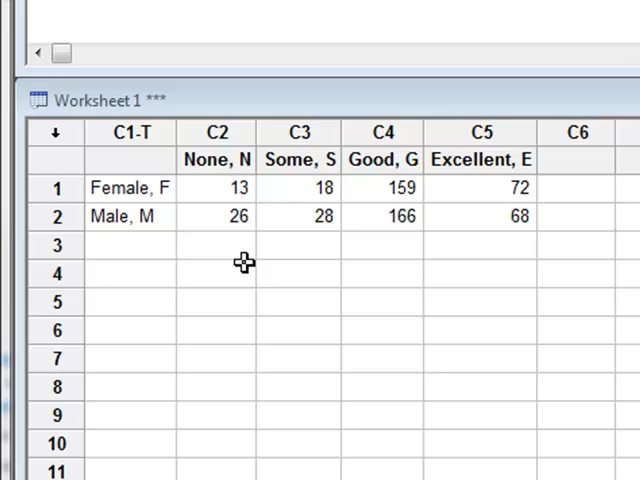 Worksheet 1 ***
C1-T C2 C3 C4 C5 C6
None, N Some, S Good, G Excellent, E
1 Female, F 13 18 159 72
2 Male, M 26 28 166 68
3
4
5
6
7
8
9
10
11